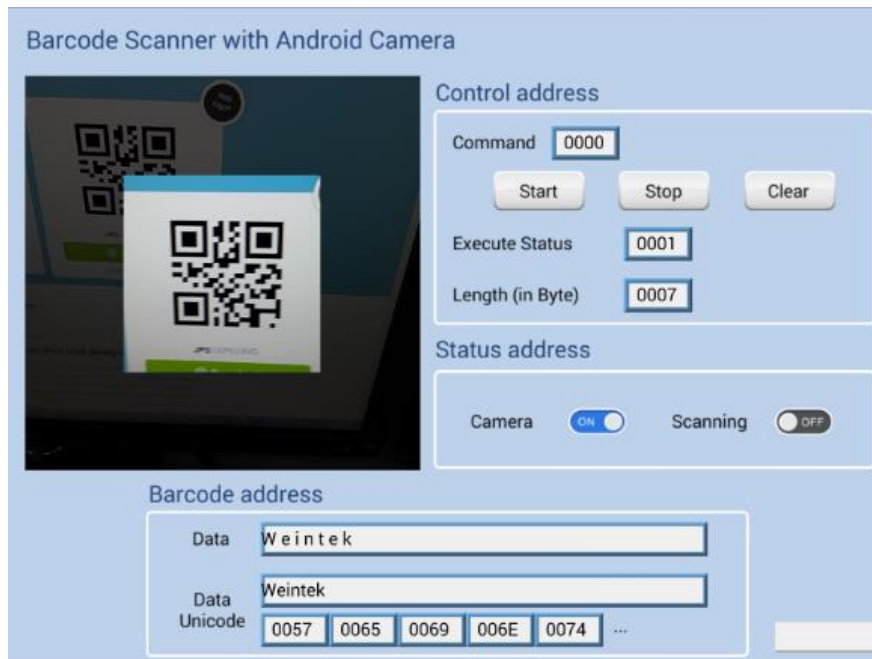 Barcode Scanner with Android Camera
Control address
Command 0000
Start Stop Clear
Execute Status 0001
Length (in Byte) 0007
Status address
Camera ON Scanning OFF
Barcode address
Data W e i n t e k
Data Unicode
Weintek
0057 0065 0069 006E 0074 ...